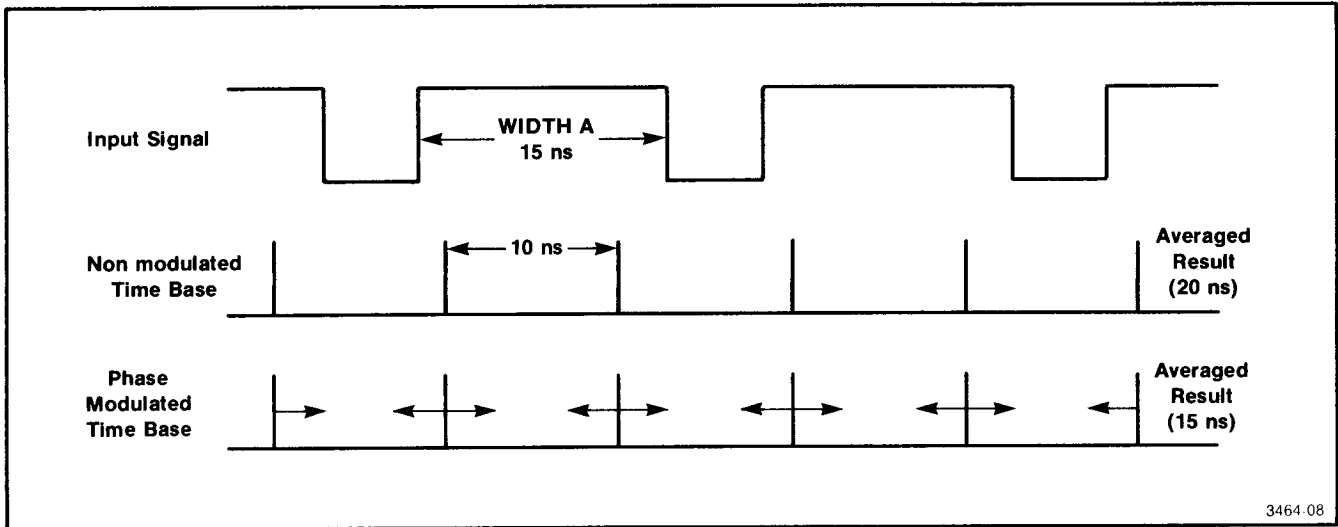 Input Signal
WIDTH A
15 ns
Non modulated
Time Base
10 ns
Averaged
Result
(20 ns)
Phase
Modulated
Time Base
Averaged
Result
(15 ns)
3464-08